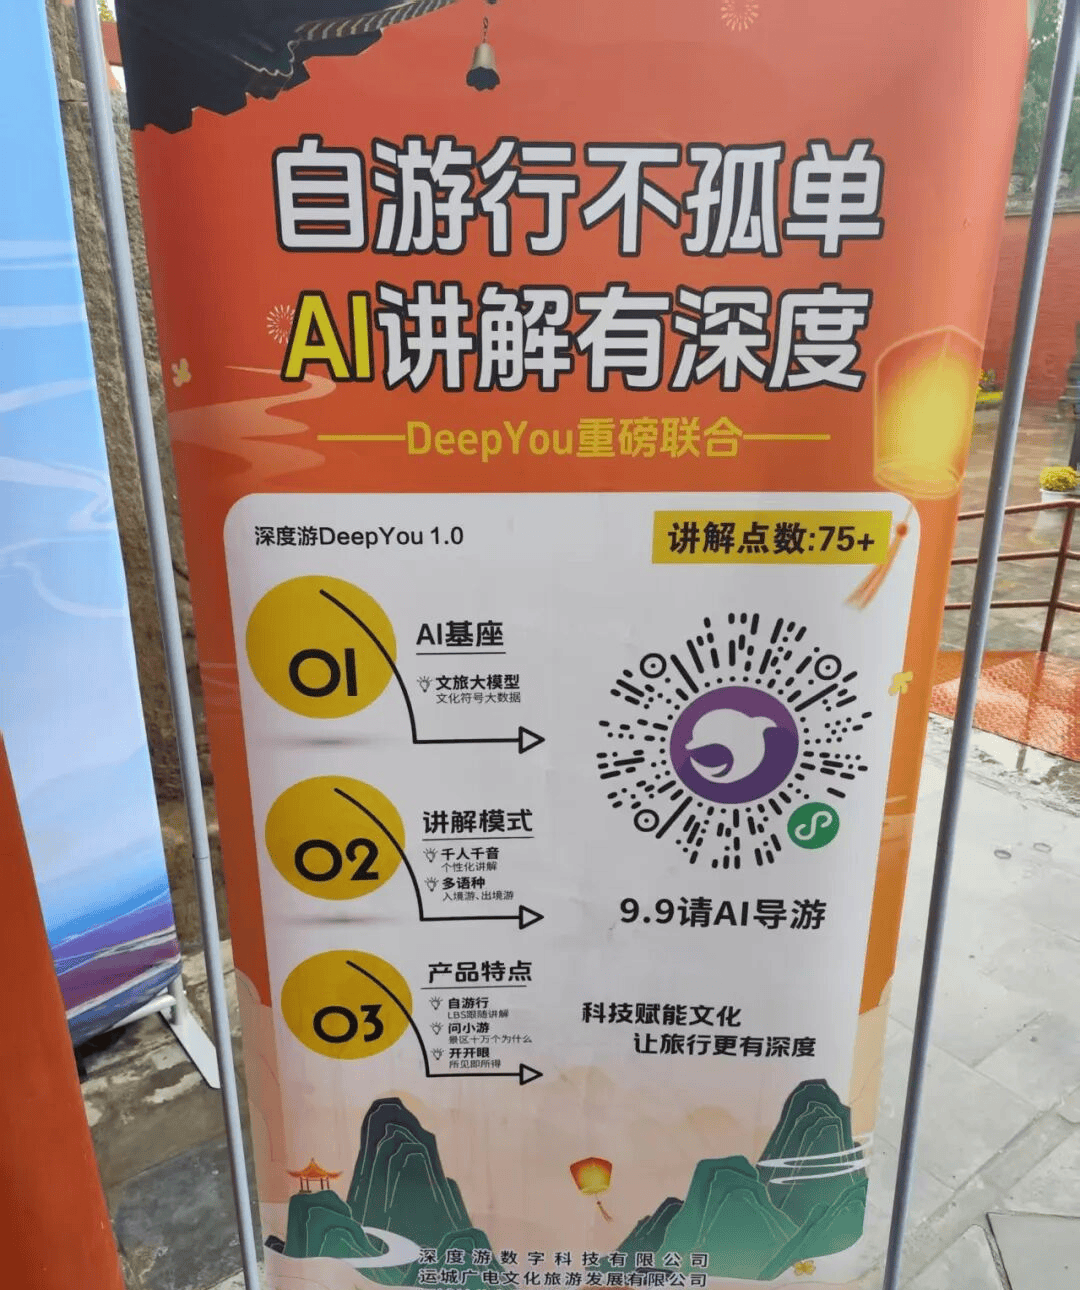 自游行不孤单
AI讲解有深度
DeepYou重磅联合
深度游DeepYou 1.0
讲解点数:75+
01
AI基座
文旅大模型
文化符号大数据
02
讲解模式
千人千音
个性化讲解
多语种
入境游、出境游
9.9请AI导游
03
产品特点
自游行
LBS跟随讲解
问小游
景区十万个为什么
开开眼
所见即所得
科技赋能文化
让旅行更有深度
深度游数字科技有限公司
运城广电文化旅游发展有限公司